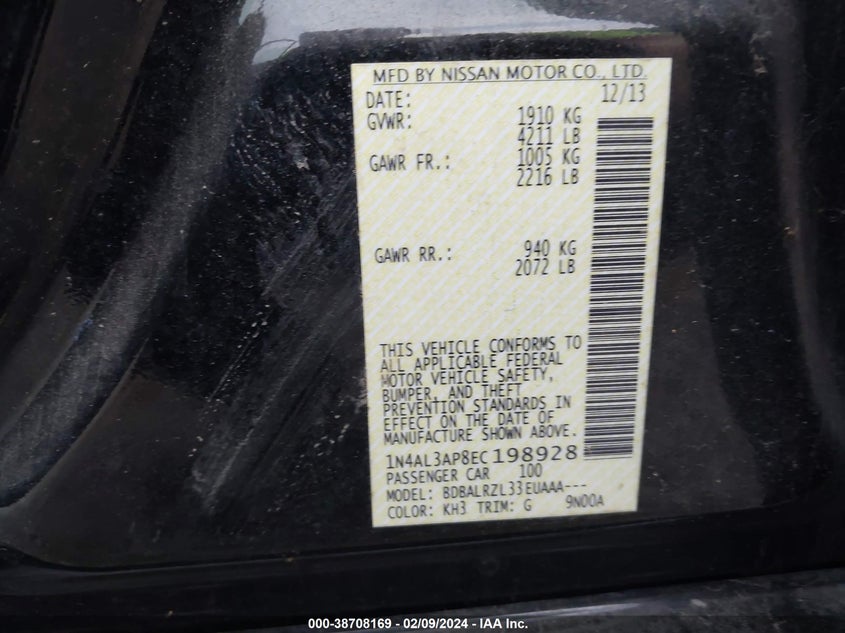 MFD BY NISSAN MOTOR CO., LTD.
DATE: 12/13
GVWR: 1910 KG
4211 LB
GAWR FR.: 1005 KG
2216 LB
GAWR RR.: 940 KG
2072 LB
THIS VEHICLE CONFORMS TO
ALL APPLICABLE FEDERAL
MOTOR VEHICLE SAFETY,
BUMPER, AND THEFT
PREVENTION STANDARDS IN
EFFECT ON THE DATE OF
MANUFACTURE SHOWN ABOVE.
1N4AL3AP8EC198928
PASSENGER CAR 100
MODEL: BDBALRZL33EUAAA---
COLOR: KH3 TRIM: G 9N00A
000-38708169 - 02/09/2024 - IAA Inc.